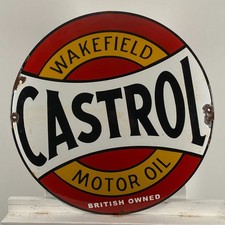 WAKEFIELD
CASTROL
MOTOR OIL
BRITISH OWNED